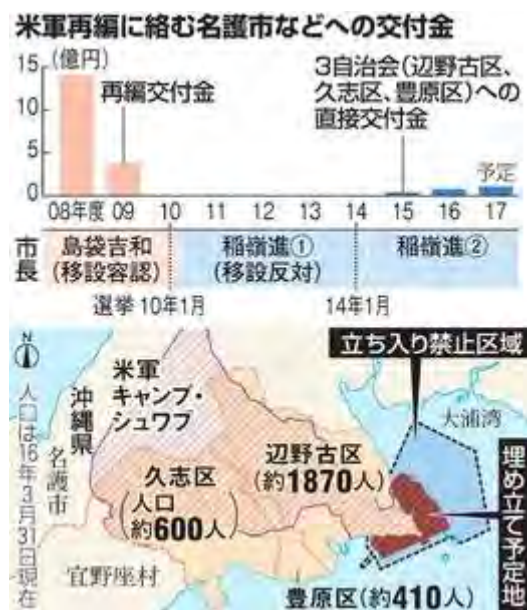 米軍再編に絡む名護市などへの交付金
(億円)
15
10
5
0
再編交付金
3自治会(辺野古区、
久志区、豊原区)への
直接交付金
予定
08年度 09 10 11 12 13 14 15 16 17
市長
島袋吉和
(移設容認)
稲嶺進①
(移設反対)
稲嶺進②
選挙 10年1月
14年1月
N
立ち入り禁止区域
米軍
キャンプ・
シュワブ
沖縄県
名護市
大浦湾
辺野古区
(約1870人)
久志区
(人口
約600人)
埋め立て予定地
宜野座村
豊原区(約410人)
人口は16年3月31日現在